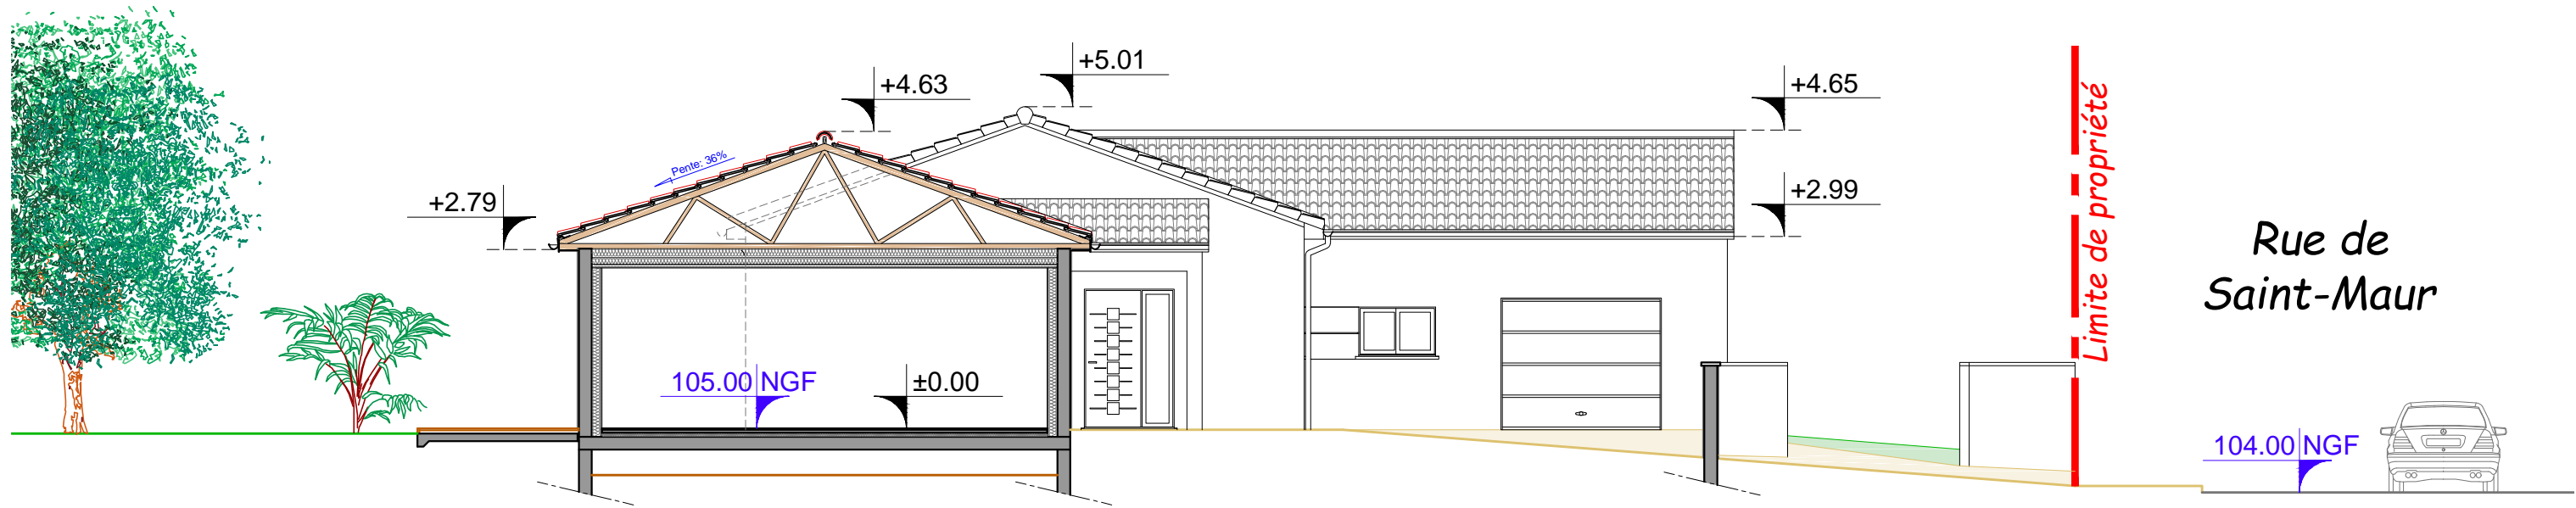 +5.01
+4.63
+4.65
Pente: 36%
+2.79
+2.99
Limite de propriété
Rue de
Saint-Maur
105.00 NGF
±0.00
104.00 NGF